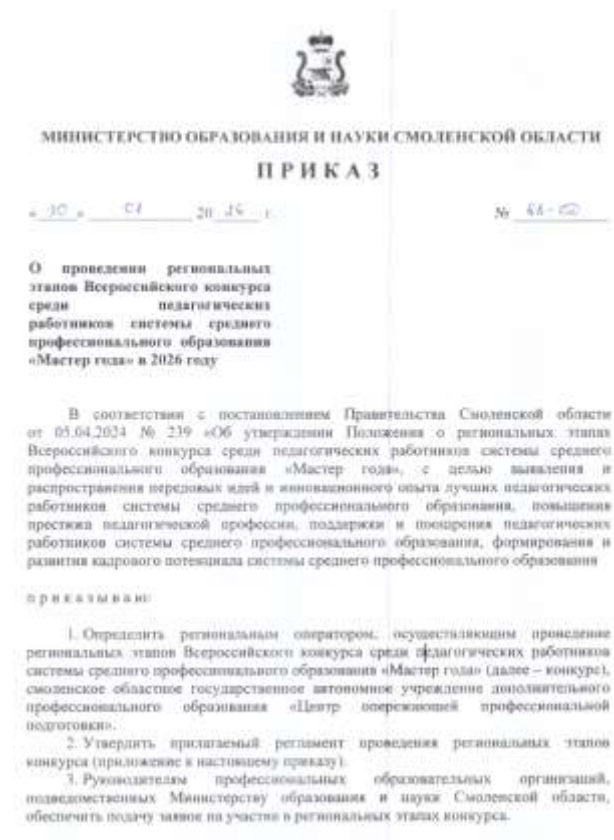 МИНИСТЕРСТВО ОБРАЗОВАНИЯ И НАУКИ СМОЛЕНСКОЙ ОБЛАСТИ
ПРИКАЗ
« 30 » 01 20 26 г. №
О проведении региональных
этапов Всероссийского конкурса
среди педагогических
работников системы среднего
профессионального образования
«Мастер года» в 2026 году
В соответствии с постановлением Правительства Смоленской области
от 05.04.2024 № 239 «Об утверждении Положения о региональных этапах
Всероссийского конкурса среди педагогических работников системы среднего
профессионального образования «Мастер года», с целью выявления и
распространения передовых идей и инновационного опыта лучших педагогических
работников системы среднего профессионального образования, повышения
престижа педагогической профессии, поддержки и поощрения педагогических
работников системы среднего профессионального образования, формирования и
развития кадрового потенциала системы среднего профессионального образования
приказываю:
1. Определить региональным оператором, осуществляющим проведение
региональных этапов Всероссийского конкурса среди педагогических работников
системы среднего профессионального образования «Мастер года» (далее – конкурс),
смоленское областное государственное автономное учреждение дополнительного
профессионального образования «Центр опережающей профессиональной
подготовки».
2. Утвердить прилагаемый регламент проведения региональных этапов
конкурса (приложение к настоящему приказу).
3. Руководителям профессиональных образовательных организаций,
подведомственных Министерству образования и науки Смоленской области,
обеспечить подачу заявок на участие в региональных этапах конкурса.